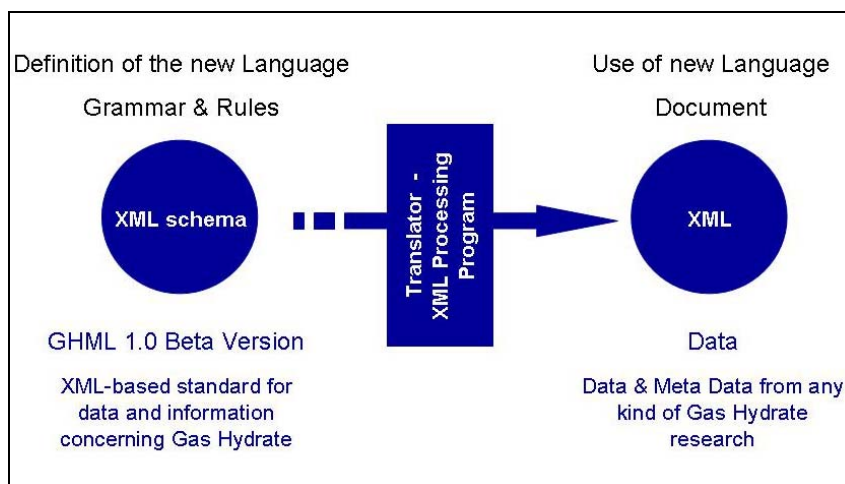 Definition of the new Language
Grammar & Rules
XML schema
GHML 1.0 Beta Version
XML-based standard for
data and information
concerning Gas Hydrate
Translator -
XML Processing
Program
Use of new Language
Document
XML
Data
Data & Meta Data from any
kind of Gas Hydrate
research